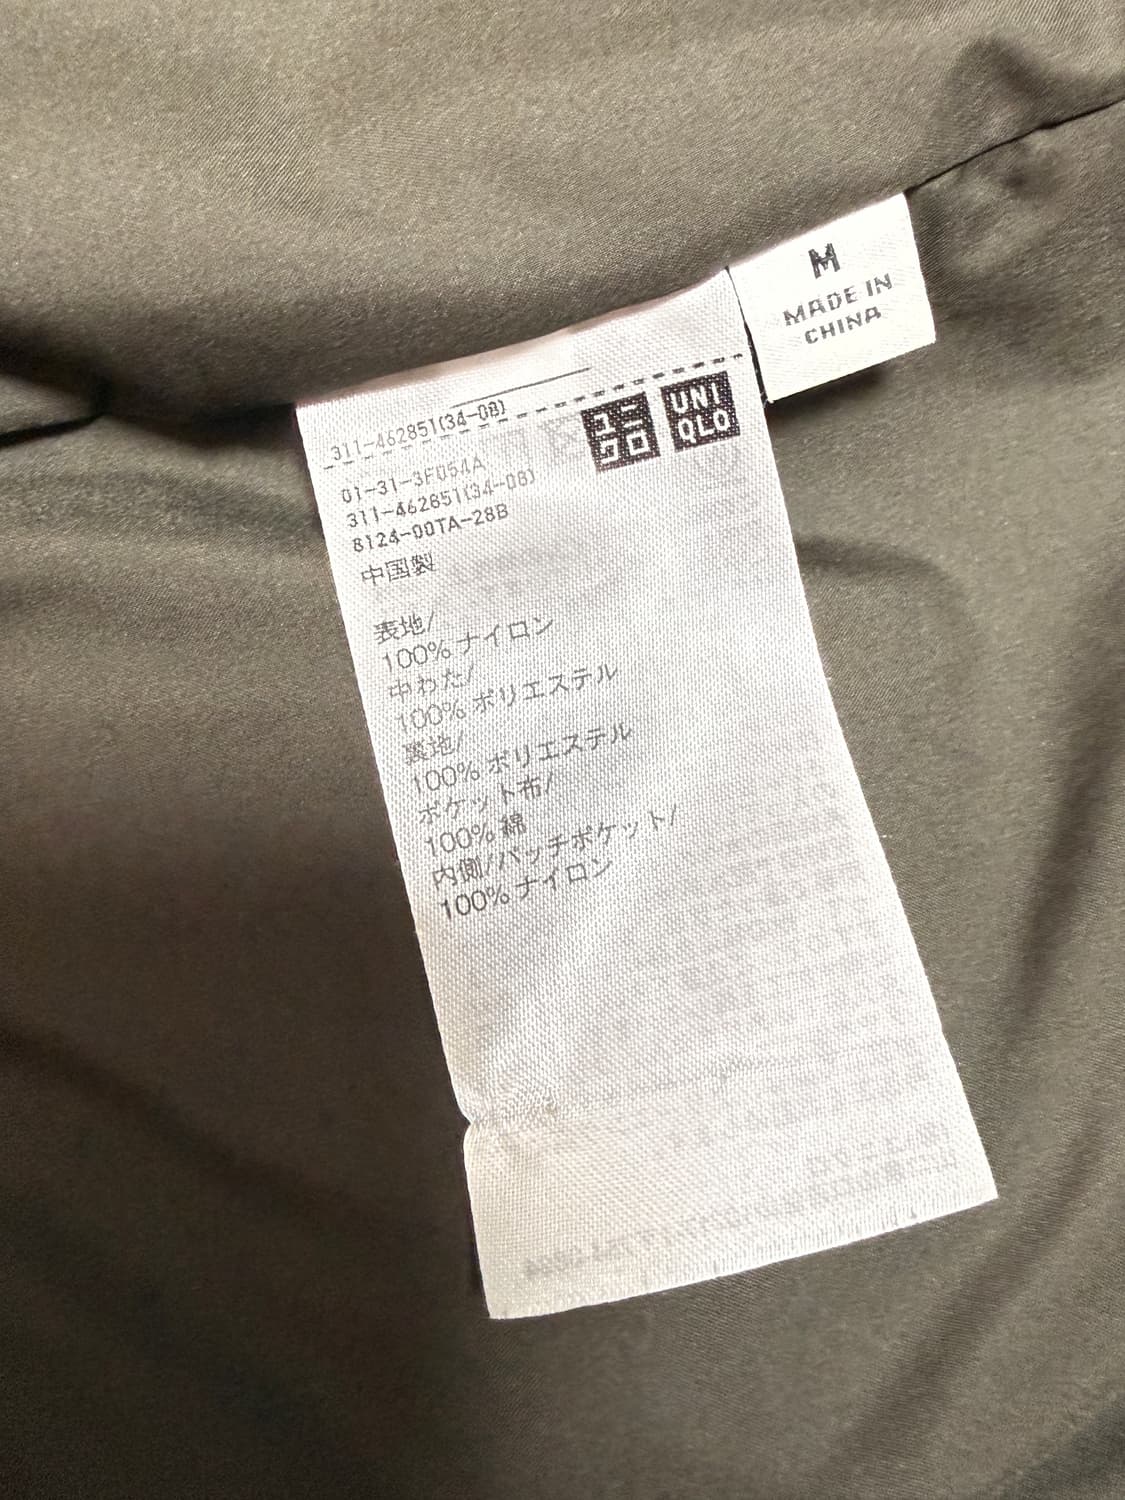 M
MADE IN
CHINA
311-462851(34-08)
ユニ
クロ
UNI
QLO
01-31-3F054A
311-462851(34-08)
8124-00TA-28B
中国製
表地/
100% ナイロン
中わた/
100% ポリエステル
裏地/
100% ポリエステル
ポケット布/
100% 綿
内側/パッチポケット/
100% ナイロン